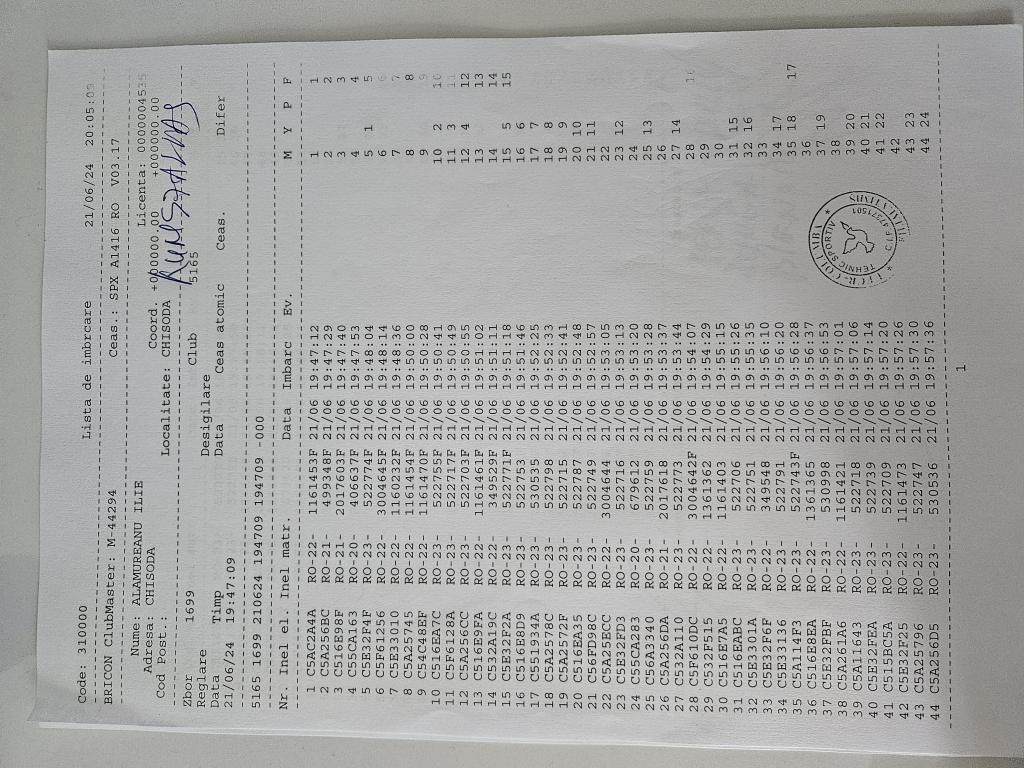 Code: 310000 Lista de imbrcare 21/06/24 20:05:09
BRICON ClubMaster: M-44294 Ceas.: SPX A1416 RO V03.17
Nume: ALAMUREANU ILIE Licenta: 0000004535
Adresa: CHISODA Coord. +000000.00 +000000.00
Cod Post.: Localitate: CHISODA
Zbor 1699 Club 5165
Reglare Desigilare
Data Timp Data Ceas atomic Ceas. Difer
21/06/24 19:47:09
5165 1699 210624 194709 194709 -000
Nr. Inel el. Inel matr. Data Imbarc Ev. M Y P F
1 C5AC2A4A RO-22- 1161453F 21/06 19:47:12 1 1
2 C5A256BC RO-21- 499348F 21/06 19:47:29 2 2
3 C516E98F RO-21- 2017603F 21/06 19:47:40 3 3
4 C55CA163 RO-20- 406637F 21/06 19:47:53 4 4
5 C5E32F4F RO-23- 522774F 21/06 19:48:04 5 1 5
6 C5F61256 RO-22- 3004645F 21/06 19:48:14 6 6
7 C5E33010 RO-22- 1160232F 21/06 19:48:36 7 7
8 C5A25745 RO-22- 1161454F 21/06 19:50:00 8 8
9 C54C48EF RO-22- 1161470F 21/06 19:50:28 9 9
10 C516EA7C RO-23- 522755F 21/06 19:50:41 10 2 10
11 C5F6128A RO-23- 522717F 21/06 19:50:49 11 3 11
12 C5A256CC RO-23- 522703F 21/06 19:50:55 12 4 12
13 C516E9FA RO-22- 1161461F 21/06 19:51:02 13 13
14 C532A19C RO-22- 349529F 21/06 19:51:11 14 14
15 C5E32F2A RO-23- 522771F 21/06 19:51:18 15 5 15
16 C516E8D9 RO-23- 522753 21/06 19:51:46 16 6
17 C551934A RO-23- 530535 21/06 19:52:25 17 7
18 C5A2578C RO-23- 522798 21/06 19:52:33 18 8
19 C5A2572F RO-23- 522715 21/06 19:52:41 19 9
20 C516EA35 RO-23- 522787 21/06 19:52:48 20 10
21 C56FD98C RO-23- 522749 21/06 19:52:57 21 11
22 C5A25ECC RO-22- 3004644 21/06 19:53:05 22
23 C5E32FD3 RO-23- 522716 21/06 19:53:13 23 12
24 C55CA283 RO-20- 679612 21/06 19:53:20 24
25 C56A3340 RO-23- 522759 21/06 19:53:28 25 13
26 C5A256DA RO-21- 2017618 21/06 19:53:37 26
27 C532A110 RO-23- 522773 21/06 19:53:44 27 14
28 C5F610DC RO-22- 3004642F 21/06 19:54:07 28 16
29 C532F515 RO-22- 1361362 21/06 19:54:29 29
30 C516E7A5 RO-22- 1161403 21/06 19:55:15 30
31 C516EABC RO-23- 522706 21/06 19:55:26 31 15
32 C5E3301A RO-23- 522751 21/06 19:55:35 32 16
33 C5E32F6F RO-22- 349548 21/06 19:56:10 33
34 C5E33136 RO-23- 522791 21/06 19:56:20 34 17
35 C5A114F3 RO-23- 522743F 21/06 19:56:28 35 18 17
36 C516E8EA RO-22- 1361365 21/06 19:56:37 36
37 C5E32FBF RO-23- 530998 21/06 19:56:53 37 19
38 C5A261A6 RO-22- 1161421 21/06 19:57:01 38
39 C5A11643 RO-23- 522718 21/06 19:57:06 39 20
40 C5E32FEA RO-23- 522739 21/06 19:57:14 40 21
41 C515BC5A RO-23- 522709 21/06 19:57:20 41 22
42 C5E32F25 RO-22- 1161473 21/06 19:57:26 42
43 C5A25796 RO-23- 522754 21/06 19:57:30 43 23
44 C5A256D5 RO-23- 530536 21/06 19:57:36 44 24
TEHNIC SPORTIV
1